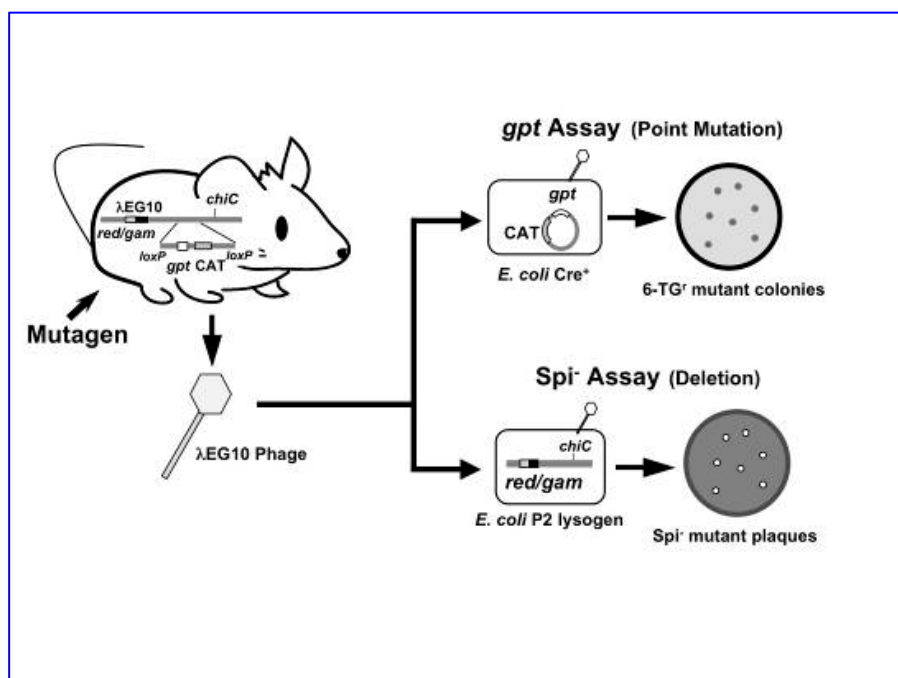 gpt Assay (Point Mutation)
λEG10
chiC
red/gam
loxP
gpt CAT
loxP
Mutagen
λEG10 Phage
gpt
CAT
E. coli Cre⁺
6-TGʳ mutant colonies
Spi⁻ Assay (Deletion)
chiC
red/gam
E. coli P2 lysogen
Spi⁻ mutant plaques